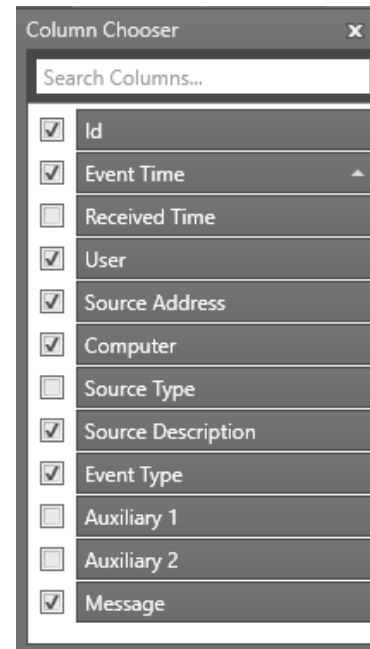 Column Chooser x
Search Columns...
Id
Event Time
Received Time
User
Source Address
Computer
Source Type
Source Description
Event Type
Auxiliary 1
Auxiliary 2
Message